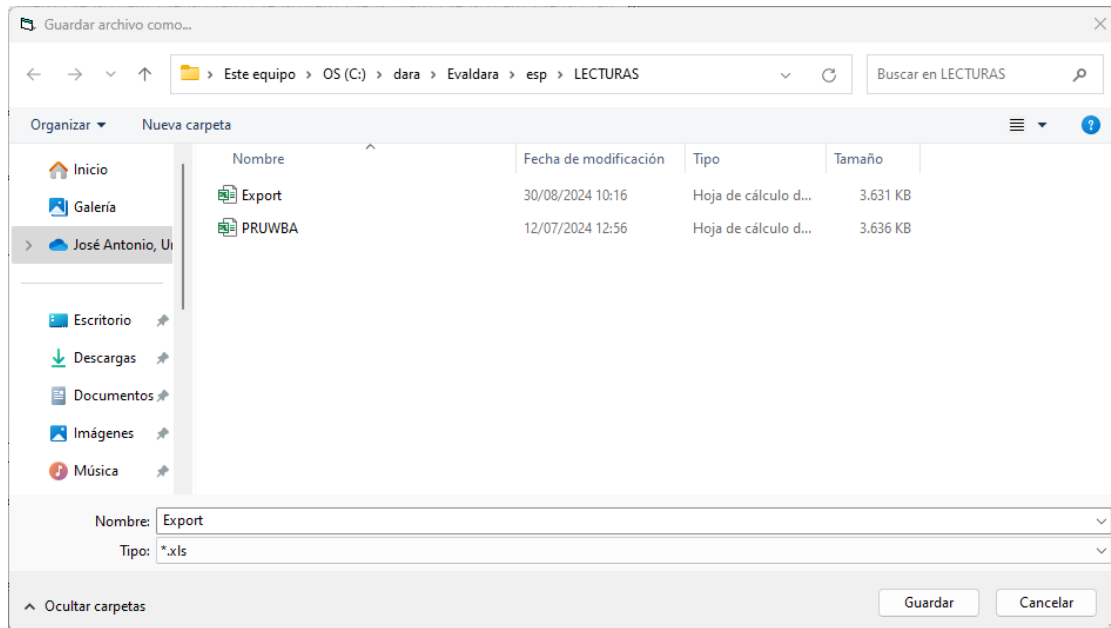 Guardar archivo como...
Este equipo > OS (C:) > dara > Evaldara > esp > LECTURAS
Buscar en LECTURAS
Organizar
Nueva carpeta
Inicio
Galería
José Antonio, Ur
Escritorio
Descargas
Documentos
Imágenes
Música
Nombre Fecha de modificación Tipo Tamaño
Export 30/08/2024 10:16 Hoja de cálculo d... 3.631 KB
PRUWBA 12/07/2024 12:56 Hoja de cálculo d... 3.636 KB
Nombre: Export
Tipo: *.xls
Ocultar carpetas
Guardar
Cancelar